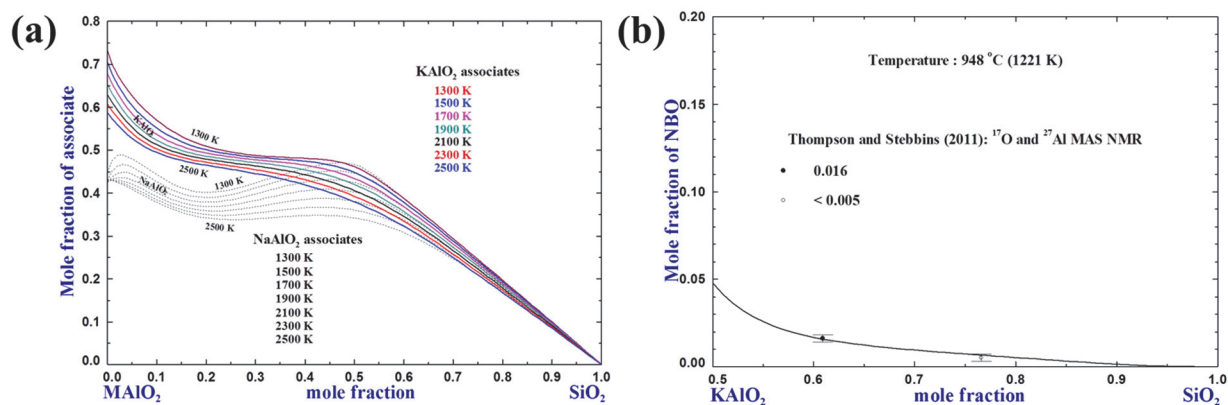 (a)
0.8
0.7
0.6
0.5
0.4
0.3
0.2
0.1
0.0
Mole fraction of associate
KAlO₂
1300 K
2500 K
NaAlO₂
1300 K
2500 K
KAlO₂ associates
1300 K
1500 K
1700 K
1900 K
2100 K
2300 K
2500 K
NaAlO₂ associates
1300 K
1500 K
1700 K
1900 K
2100 K
2300 K
2500 K
0.0 0.1 0.2 0.3 0.4 0.5 0.6 0.7 0.8 0.9 1.0
MAlO₂ mole fraction SiO₂
(b)
0.20
0.15
0.10
0.05
0.00
Mole fraction of NBO
Temperature : 948 °C (1221 K)
Thompson and Stebbins (2011): ¹⁷O and ²⁷Al MAS NMR
0.016
< 0.005
0.5 0.6 0.7 0.8 0.9 1.0
KAlO₂ mole fraction SiO₂